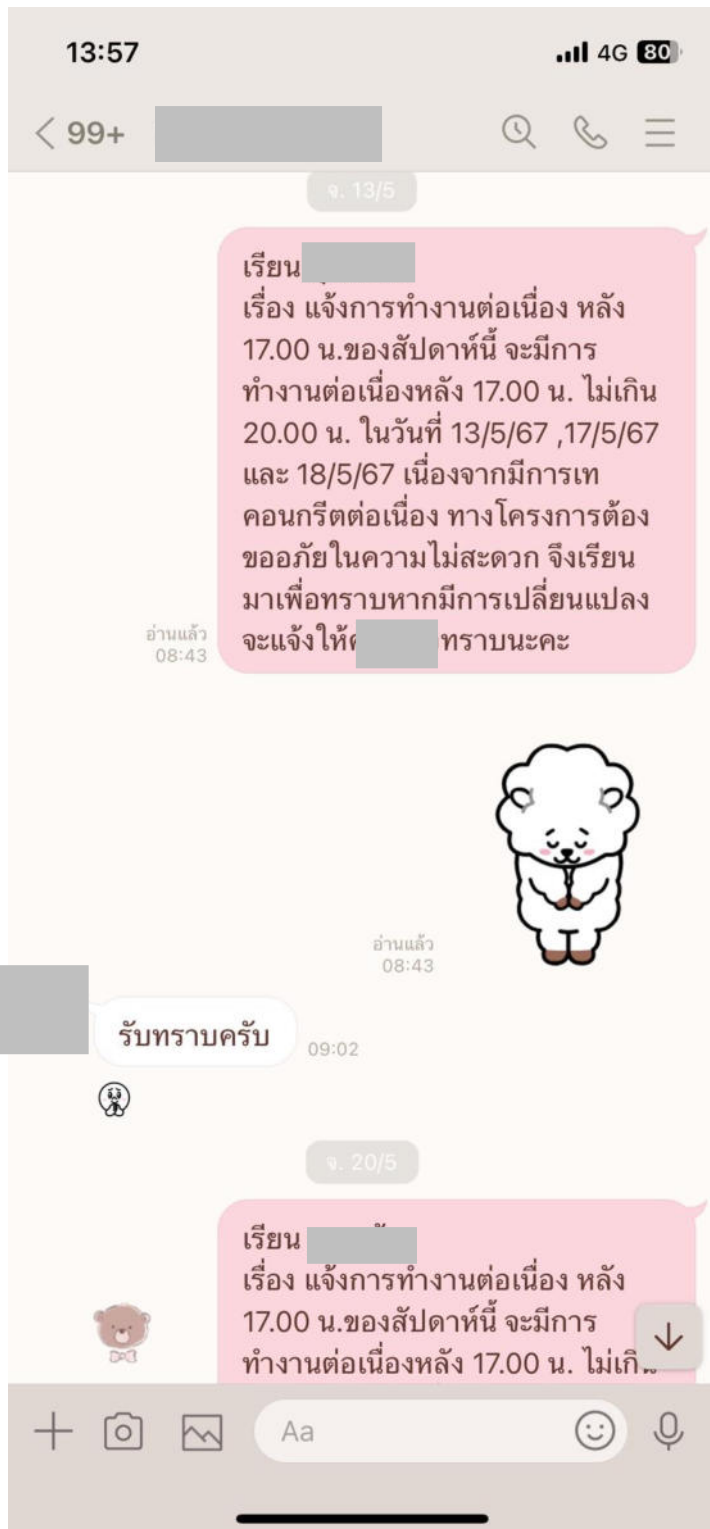 13:57
4G 80
99+
จ. 13/5
เรียน
เรื่อง แจ้งการทำงานต่อเนื่อง หลัง
17.00 น.ของสัปดาห์นี้ จะมีการ
ทำงานต่อเนื่องหลัง 17.00 น. ไม่เกิน
20.00 น. ในวันที่ 13/5/67 ,17/5/67
และ 18/5/67 เนื่องจากมีการเท
คอนกรีตต่อเนื่อง ทางโครงการต้อง
ขออภัยในความไม่สะดวก จึงเรียน
มาเพื่อทราบหากมีการเปลี่ยนแปลง
จะแจ้งให้ ทราบนะคะ
อ่านแล้ว
08:43
อ่านแล้ว
08:43
รับทราบครับ
09:02
จ. 20/5
เรียน
เรื่อง แจ้งการทำงานต่อเนื่อง หลัง
17.00 น.ของสัปดาห์นี้ จะมีการ
ทำงานต่อเนื่องหลัง 17.00 น. ไม่เกิน
Aa